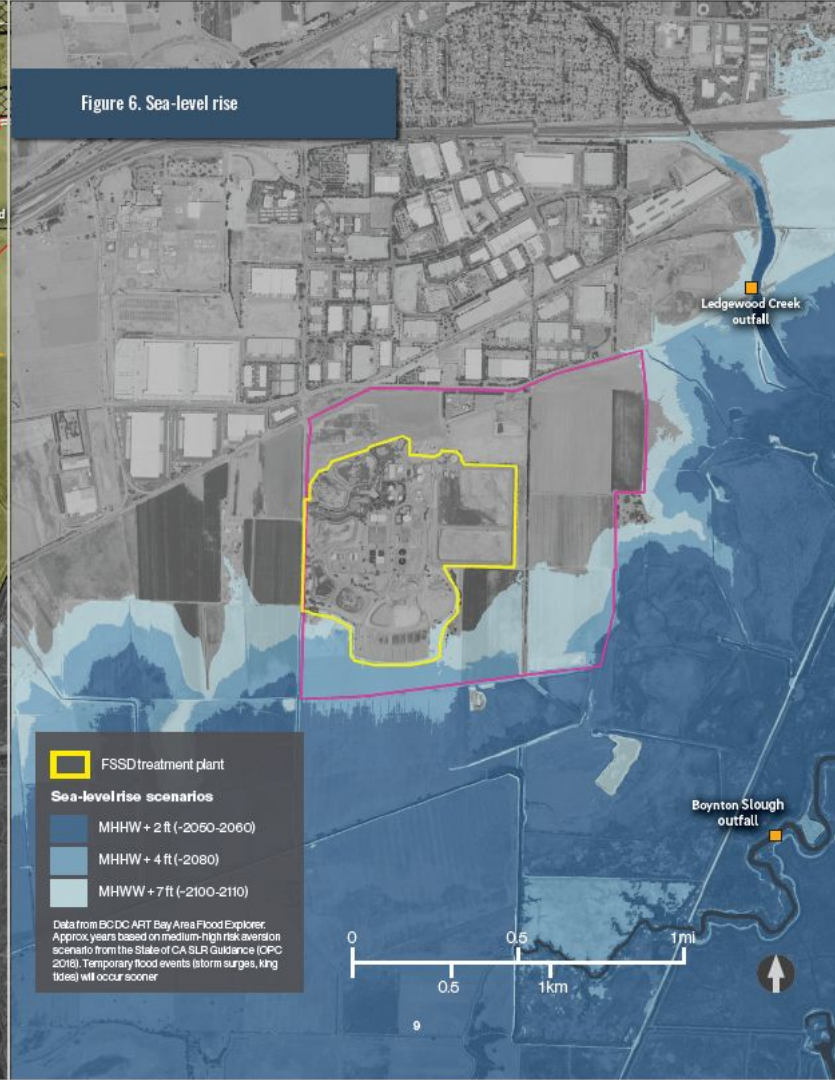 Figure 6. Sea-level rise
d
Ledgewood Creek
outfall
FSSD treatment plant
Sea-level rise scenarios
MHHW + 2 ft (~2050-2060)
MHHW + 4 ft (~2080)
MHWW + 7 ft (~2100-2110)
Data from BCDC ART Bay Area Flood Explorer.
Approx. years based on medium-high risk aversion
scenario from the State of CA SLR Guidance (OPC
2018). Temporary flood events (storm surges, king
tides) will occur sooner
Boynton Slough
outfall
0 0.5 1mi
0.5 1km
9